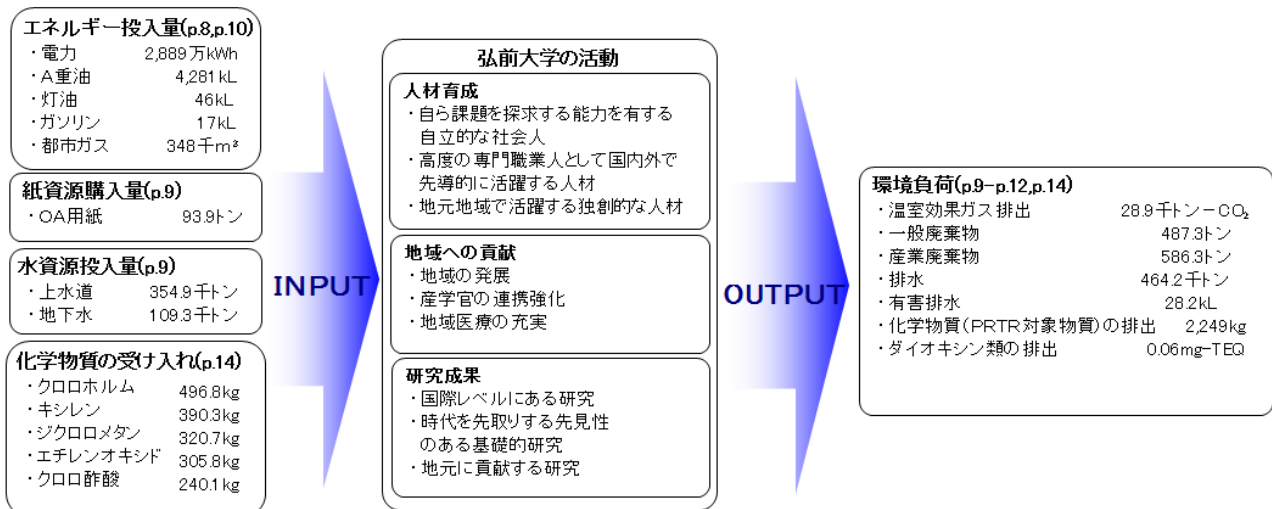 エネルギー投入量(p.8,p.10)
・電力 2,889万kWh
・A重油 4,281kL
・灯油 46kL
・ガソリン 17kL
・都市ガス 348千m³
紙資源購入量(p.9)
・OA用紙 93.9トン
水資源投入量(p.9)
・上水道 354.9千トン
・地下水 109.3千トン
化学物質の受け入れ(p.14)
・クロロホルム 496.8kg
・キシレン 390.3kg
・ジクロロメタン 320.7kg
・エチレンオキシド 305.8kg
・クロロ酢酸 240.1kg
INPUT
弘前大学の活動
人材育成
・自ら課題を探求する能力を有する
自立的な社会人
・高度の専門職業人として国内外で
先導的に活躍する人材
・地元地域で活躍する独創的な人材
地域への貢献
・地域の発展
・産学官の連携強化
・地域医療の充実
研究成果
・国際レベルにある研究
・時代を先取りする先見性
のある基礎的研究
・地元に貢献する研究
OUTPUT
環境負荷(p.9-p.12,p.14)
・温室効果ガス排出 28.9千トン－CO₂
・一般廃棄物 487.3トン
・産業廃棄物 586.3トン
・排水 464.2千トン
・有害排水 28.2kL
・化学物質(PRTR対象物質)の排出 2,249kg
・ダイオキシン類の排出 0.06mg-TEQ